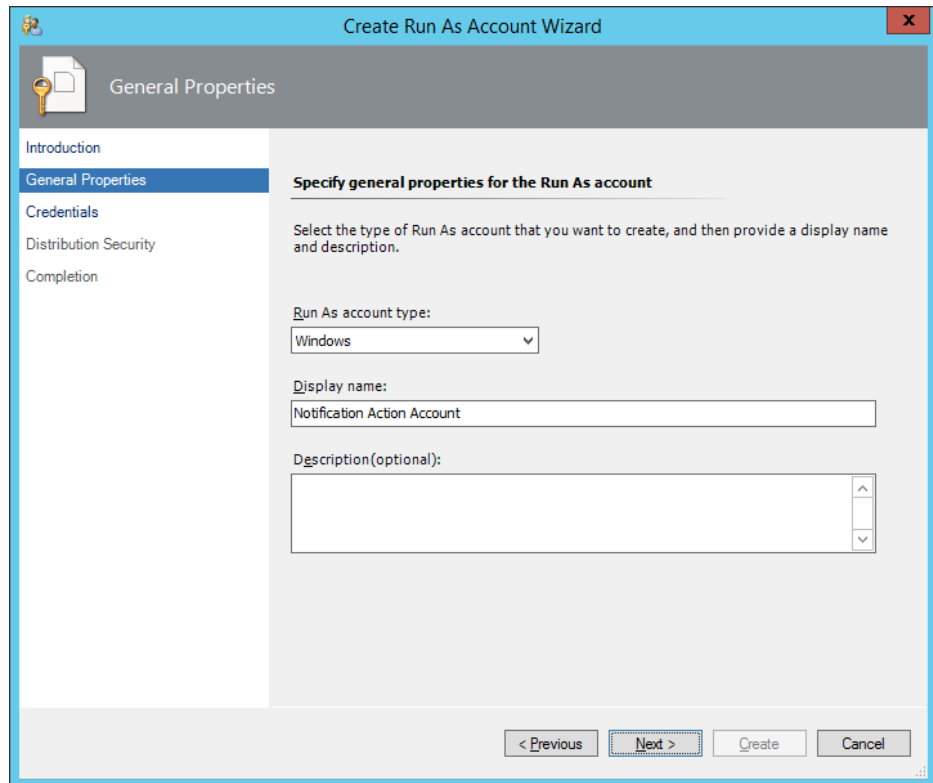 Create Run As Account Wizard
x
General Properties
Introduction
General Properties
Credentials
Distribution Security
Completion
Specify general properties for the Run As account
Select the type of Run As account that you want to create, and then provide a display name
and description.
Run As account type:
Windows
Display name:
Notification Action Account
Description(optional):
< Previous
Next >
Create
Cancel